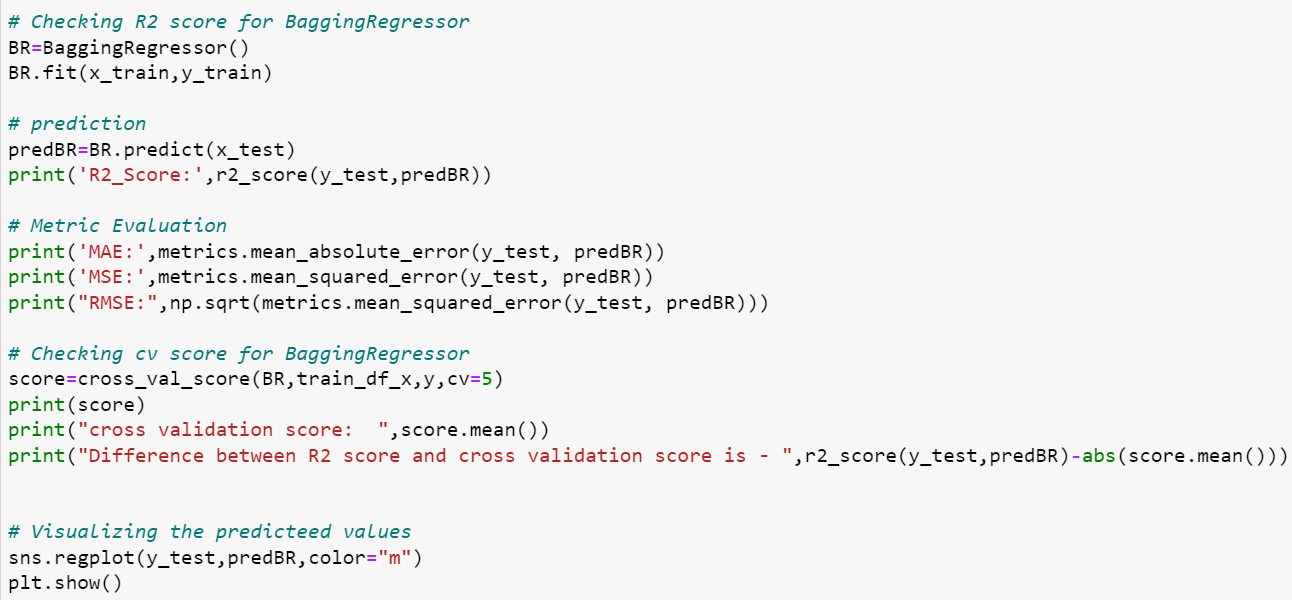 # Checking R2 score for BaggingRegressor
BR=BaggingRegressor()
BR.fit(x_train,y_train)
# prediction
predBR=BR.predict(x_test)
print('R2_Score:',r2_score(y_test,predBR))
# Metric Evaluation
print('MAE:',metrics.mean_absolute_error(y_test, predBR))
print('MSE:',metrics.mean_squared_error(y_test, predBR))
print("RMSE:",np.sqrt(metrics.mean_squared_error(y_test, predBR)))
# Checking cv score for BaggingRegressor
score=cross_val_score(BR,train_df_x,y,cv=5)
print(score)
print("cross validation score:  ",score.mean())
print("Difference between R2 score and cross validation score is - ",r2_score(y_test,predBR)-abs(score.mean()))
# Visualizing the predicteed values
sns.regplot(y_test,predBR,color="m")
plt.show()